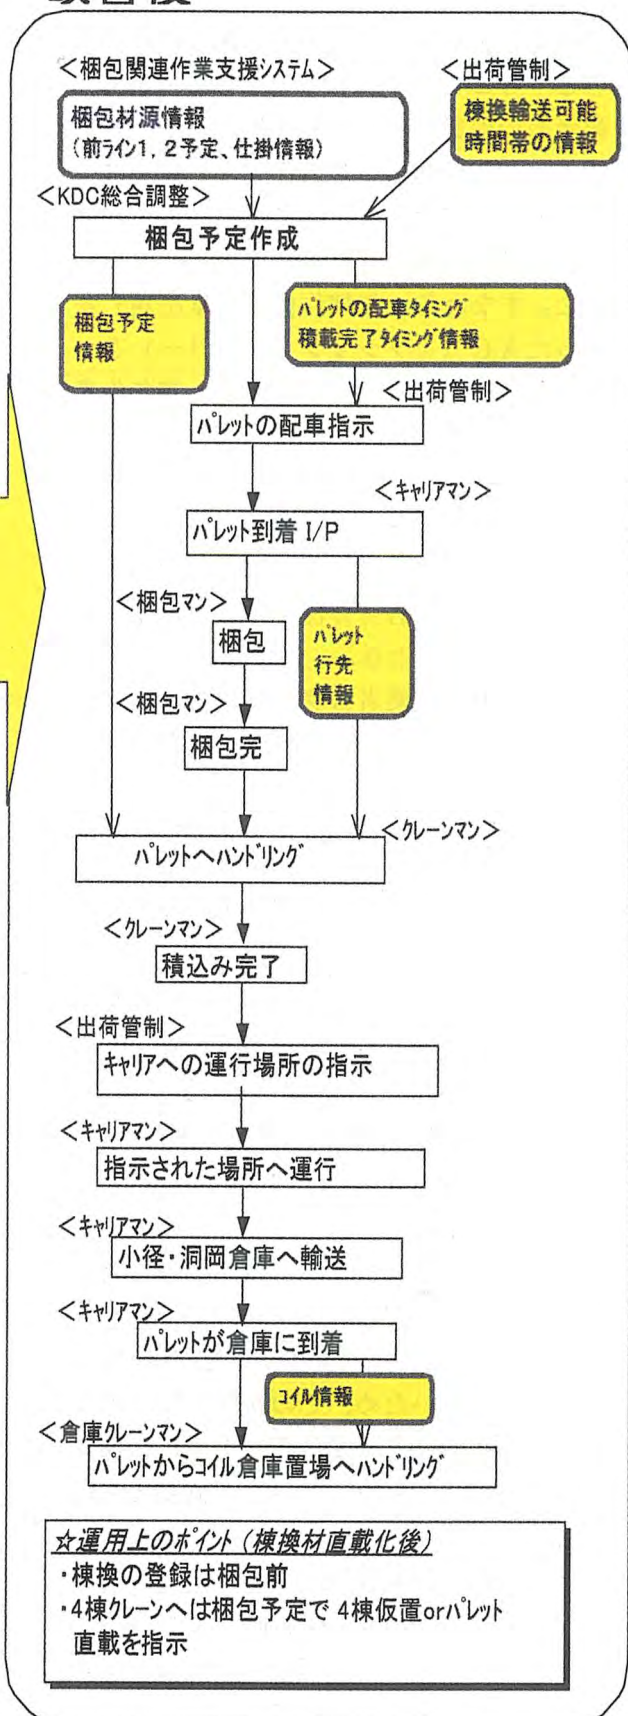 ＜梱包関連作業支援システム＞
＜出荷管制＞
梱包材源情報
（前ライン1，2予定、仕掛情報）
棟換輸送可能
時間帯の情報
＜KDC総合調整＞
梱包予定作成
梱包予定
情報
パレットの配車タイミング
積載完了タイミング情報
＜出荷管制＞
パレットの配車指示
＜キャリアマン＞
パレット到着 I/P
＜梱包マン＞
梱包
パレット
行先
情報
＜梱包マン＞
梱包完
＜クレーンマン＞
パレットへハンドリング
＜クレーンマン＞
積込み完了
＜出荷管制＞
キャリアへの運行場所の指示
＜キャリアマン＞
指示された場所へ運行
＜キャリアマン＞
小径・洞岡倉庫へ輸送
＜キャリアマン＞
パレットが倉庫に到着
コイル情報
＜倉庫クレーンマン＞
パレットからコイル倉庫置場へハンドリング
☆運用上のポイント（棟換材直載化後）
・棟換の登録は梱包前
・4棟クレーンへは梱包予定で 4棟仮置orパレット
直載を指示